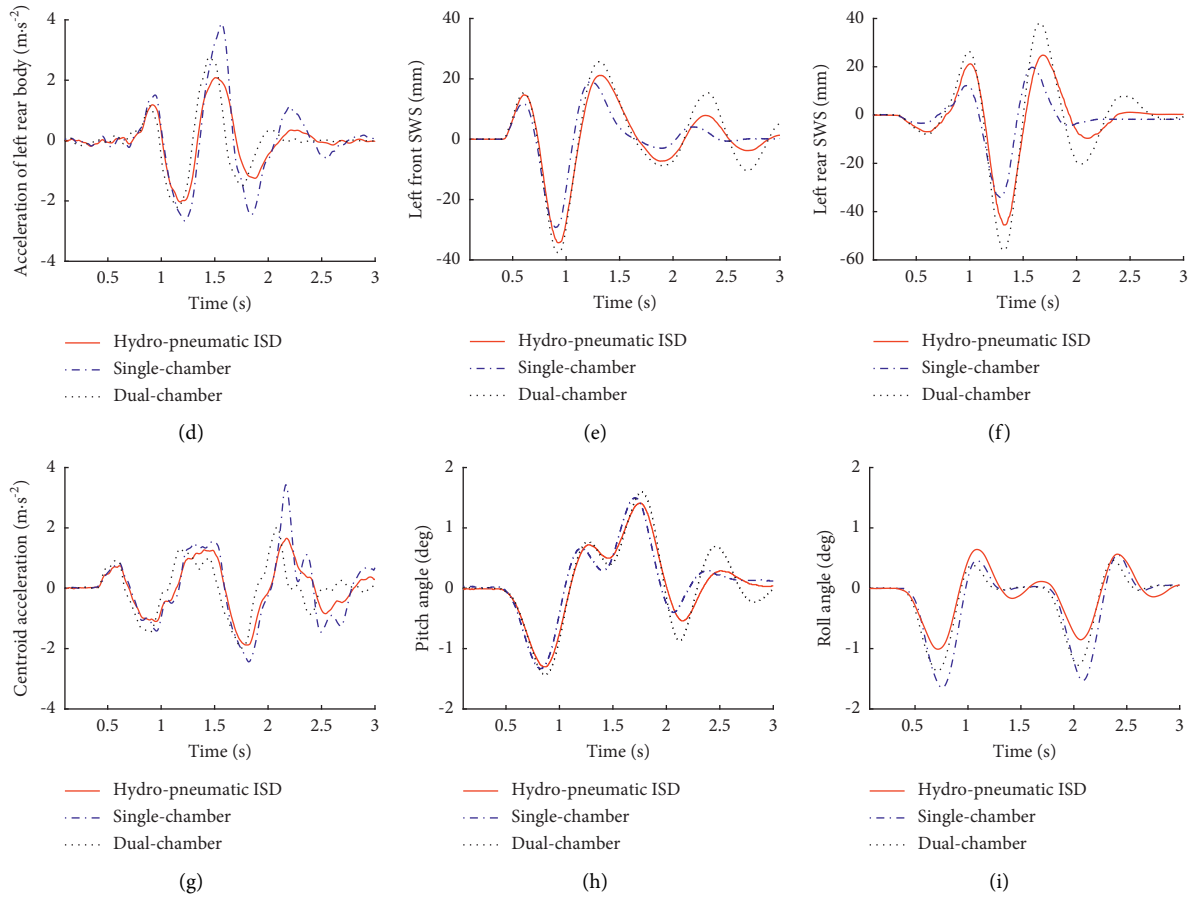 Acceleration of left rear body (m·s⁻²)
4
2
0
-2
-4
0.5 1 1.5 2 2.5 3
Time (s)
Hydro-pneumatic ISD
Single-chamber
Dual-chamber
(d)
Left front SWS (mm)
40
20
0
-20
-40
0.5 1 1.5 2 2.5 3
Time (s)
Hydro-pneumatic ISD
Single-chamber
Dual-chamber
(e)
Left rear SWS (mm)
40
20
0
-20
-40
-60
0.5 1 1.5 2 2.5 3
Time (s)
Hydro-pneumatic ISD
Single-chamber
Dual-chamber
(f)
Centroid acceleration (m·s⁻²)
4
2
0
-2
-4
0.5 1 1.5 2 2.5 3
Time (s)
Hydro-pneumatic ISD
Single-chamber
Dual-chamber
(g)
Pitch angle (deg)
2
1
0
-1
-2
0.5 1 1.5 2 2.5 3
Time (s)
Hydro-pneumatic ISD
Single-chamber
Dual-chamber
(h)
Roll angle (deg)
2
1
0
-1
-2
0.5 1 1.5 2 2.5 3
Time (s)
Hydro-pneumatic ISD
Single-chamber
Dual-chamber
(i)